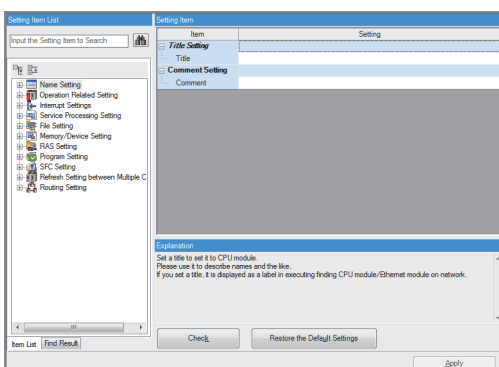 Setting Item List
Input the Setting Item to Search
Name Setting
Operation Related Setting
Interrupt Settings
Service Processing Setting
File Setting
Memory/Device Setting
RAS Setting
Program Setting
SFC Setting
Refresh Setting between Multiple C
Routing Setting
Item List
Find Result
Setting Item
Item
Setting
Title Setting
Title
Comment Setting
Comment
Explanation
Set a title to set it to CPU module.
Please use it to describe names and the like.
If you set a title, it is displayed as a label in executing finding CPU module/Ethernet module on network.
Check
Restore the Default Settings
Apply